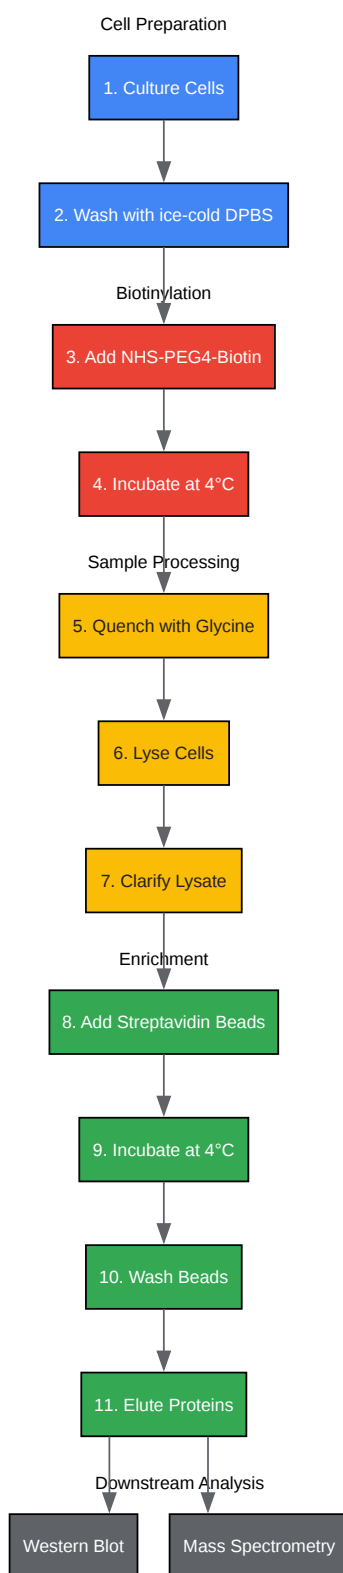 Cell Preparation
1. Culture Cells
2. Wash with ice-cold DPBS
Biotinylation
3. Add NHS-PEG4-Biotin
4. Incubate at 4°C
Sample Processing
5. Quench with Glycine
6. Lyse Cells
7. Clarify Lysate
Enrichment
8. Add Streptavidin Beads
9. Incubate at 4°C
10. Wash Beads
11. Elute Proteins
Downstream Analysis
Western Blot
Mass Spectrometry